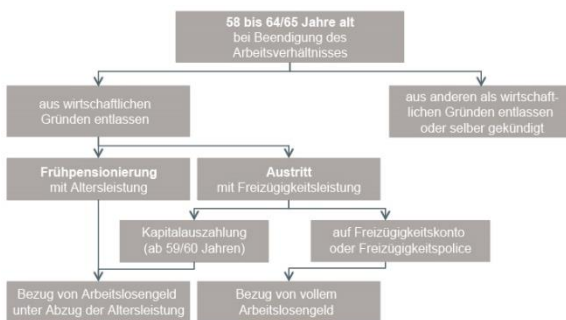 58 bis 64/65 Jahre alt
bei Beendigung des
Arbeitsverhältnisses
aus wirtschaftlichen
Gründen entlassen
aus anderen als wirtschaft-
lichen Gründen entlassen
oder selber gekündigt
Frühpensionierung
mit Altersleistung
Austritt
mit Freizügigkeitsleistung
Kapitalauszahlung
(ab 59/60 Jahren)
auf Freizügigkeitskonto
oder Freizügigkeitspolice
Bezug von Arbeitslosengeld
unter Abzug der Altersleistung
Bezug von vollem
Arbeitslosengeld